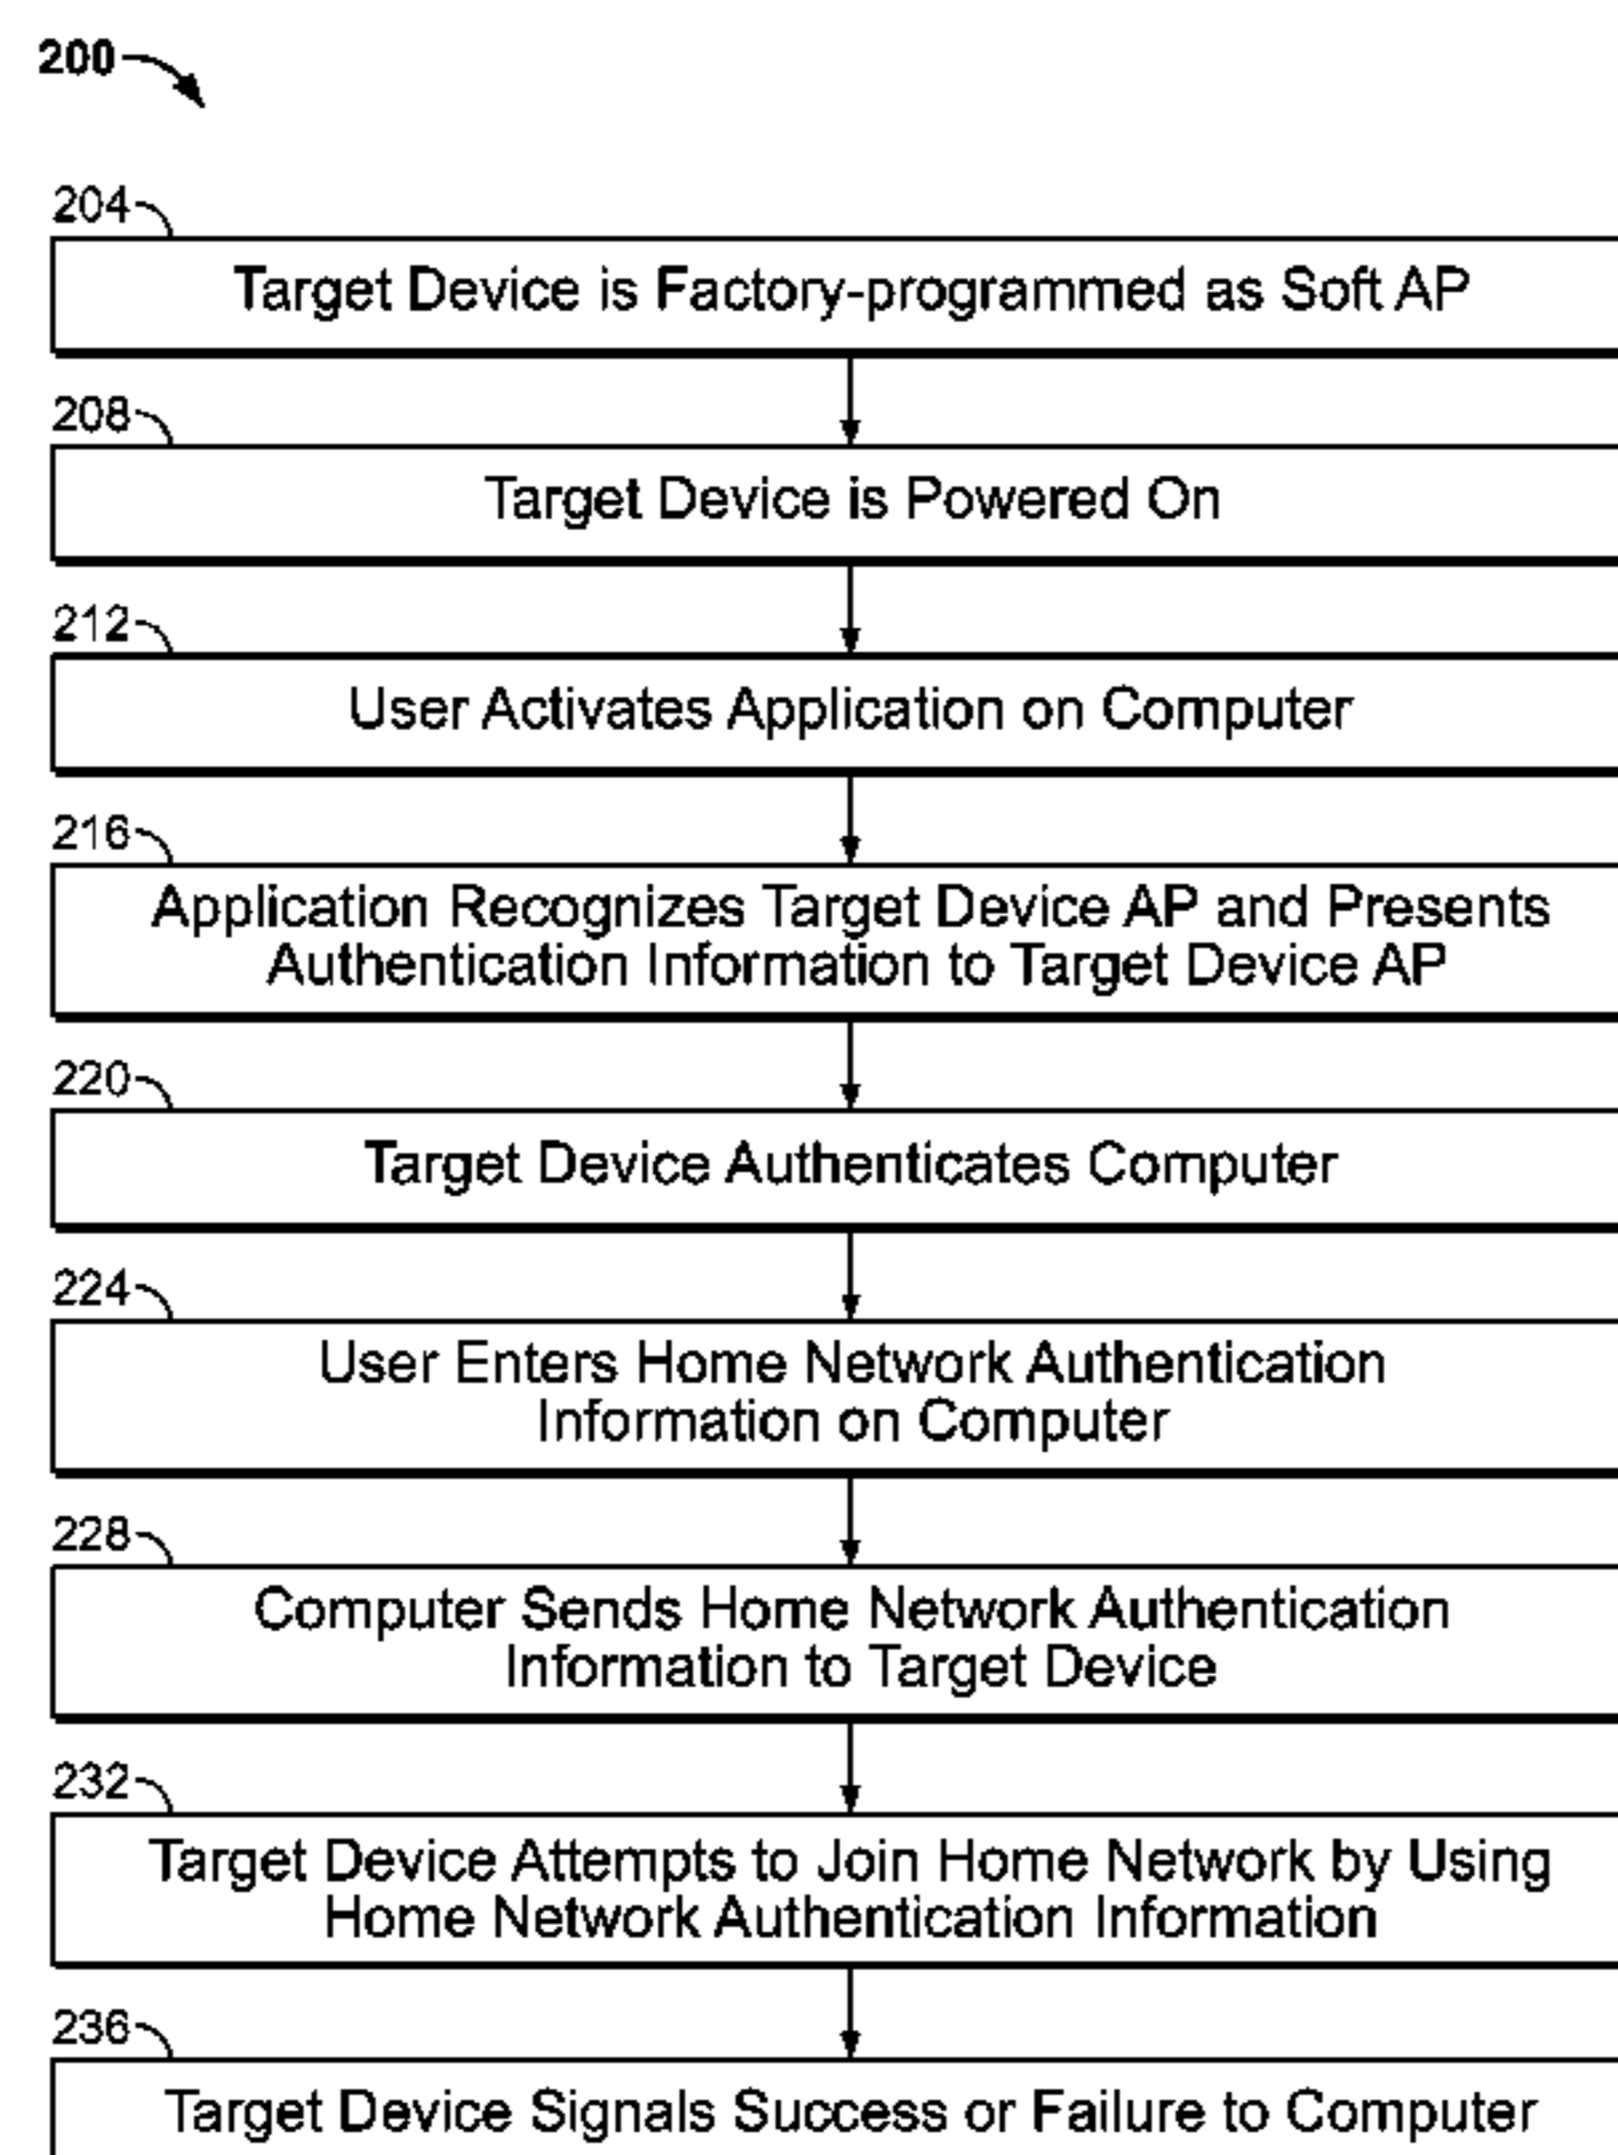 200
204
Target Device is Factory-programmed as Soft AP
208
Target Device is Powered On
212
User Activates Application on Computer
216
Application Recognizes Target Device AP and Presents
Authentication Information to Target Device AP
220
Target Device Authenticates Computer
224
User Enters Home Network Authentication
Information on Computer
228
Computer Sends Home Network Authentication
Information to Target Device
232
Target Device Attempts to Join Home Network by Using
Home Network Authentication Information
236
Target Device Signals Success or Failure to Computer